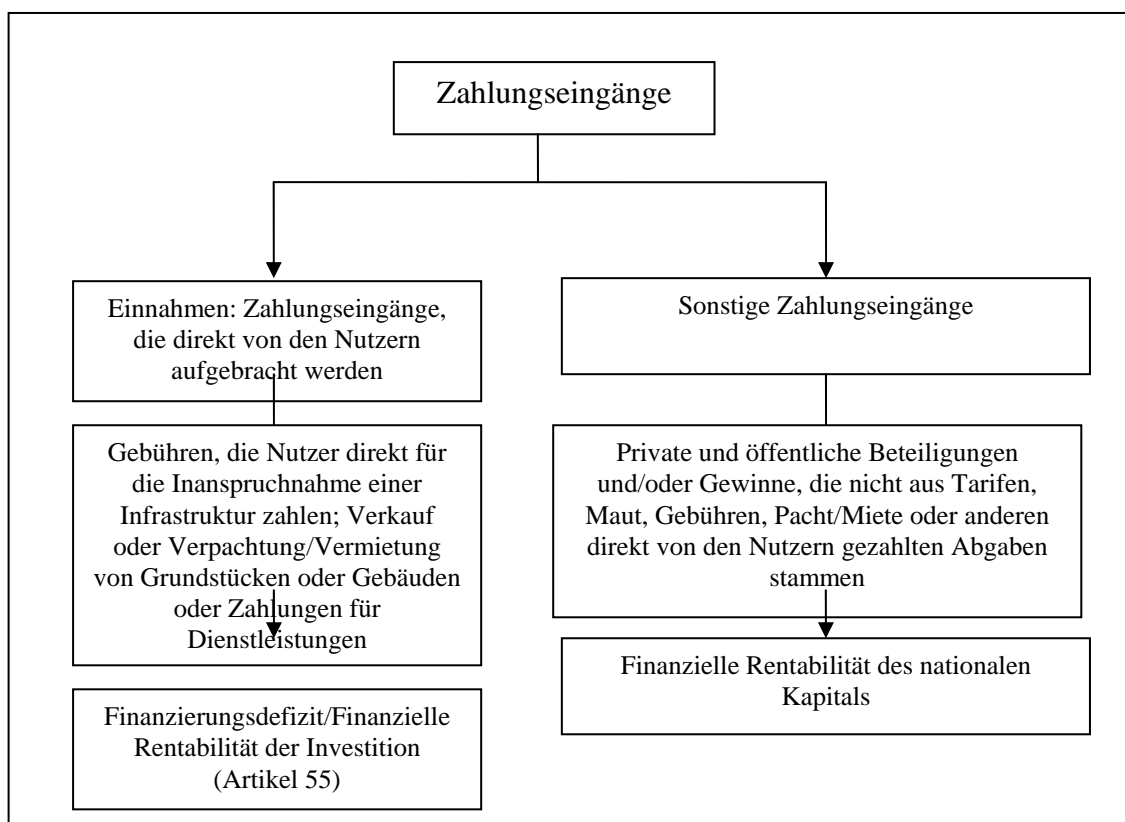 Zahlungseingänge
Einnahmen: Zahlungseingänge,
die direkt von den Nutzern
aufgebracht werden
Gebühren, die Nutzer direkt für
die Inanspruchnahme einer
Infrastruktur zahlen; Verkauf
oder Verpachtung/Vermietung
von Grundstücken oder Gebäuden
oder Zahlungen für
Dienstleistungen
Finanzierungsdefizit/Finanzielle
Rentabilität der Investition
(Artikel 55)
Sonstige Zahlungseingänge
Private und öffentliche Beteiligungen
und/oder Gewinne, die nicht aus Tarifen,
Maut, Gebühren, Pacht/Miete oder anderen
direkt von den Nutzern gezahlten Abgaben
stammen
Finanzielle Rentabilität des nationalen
Kapitals